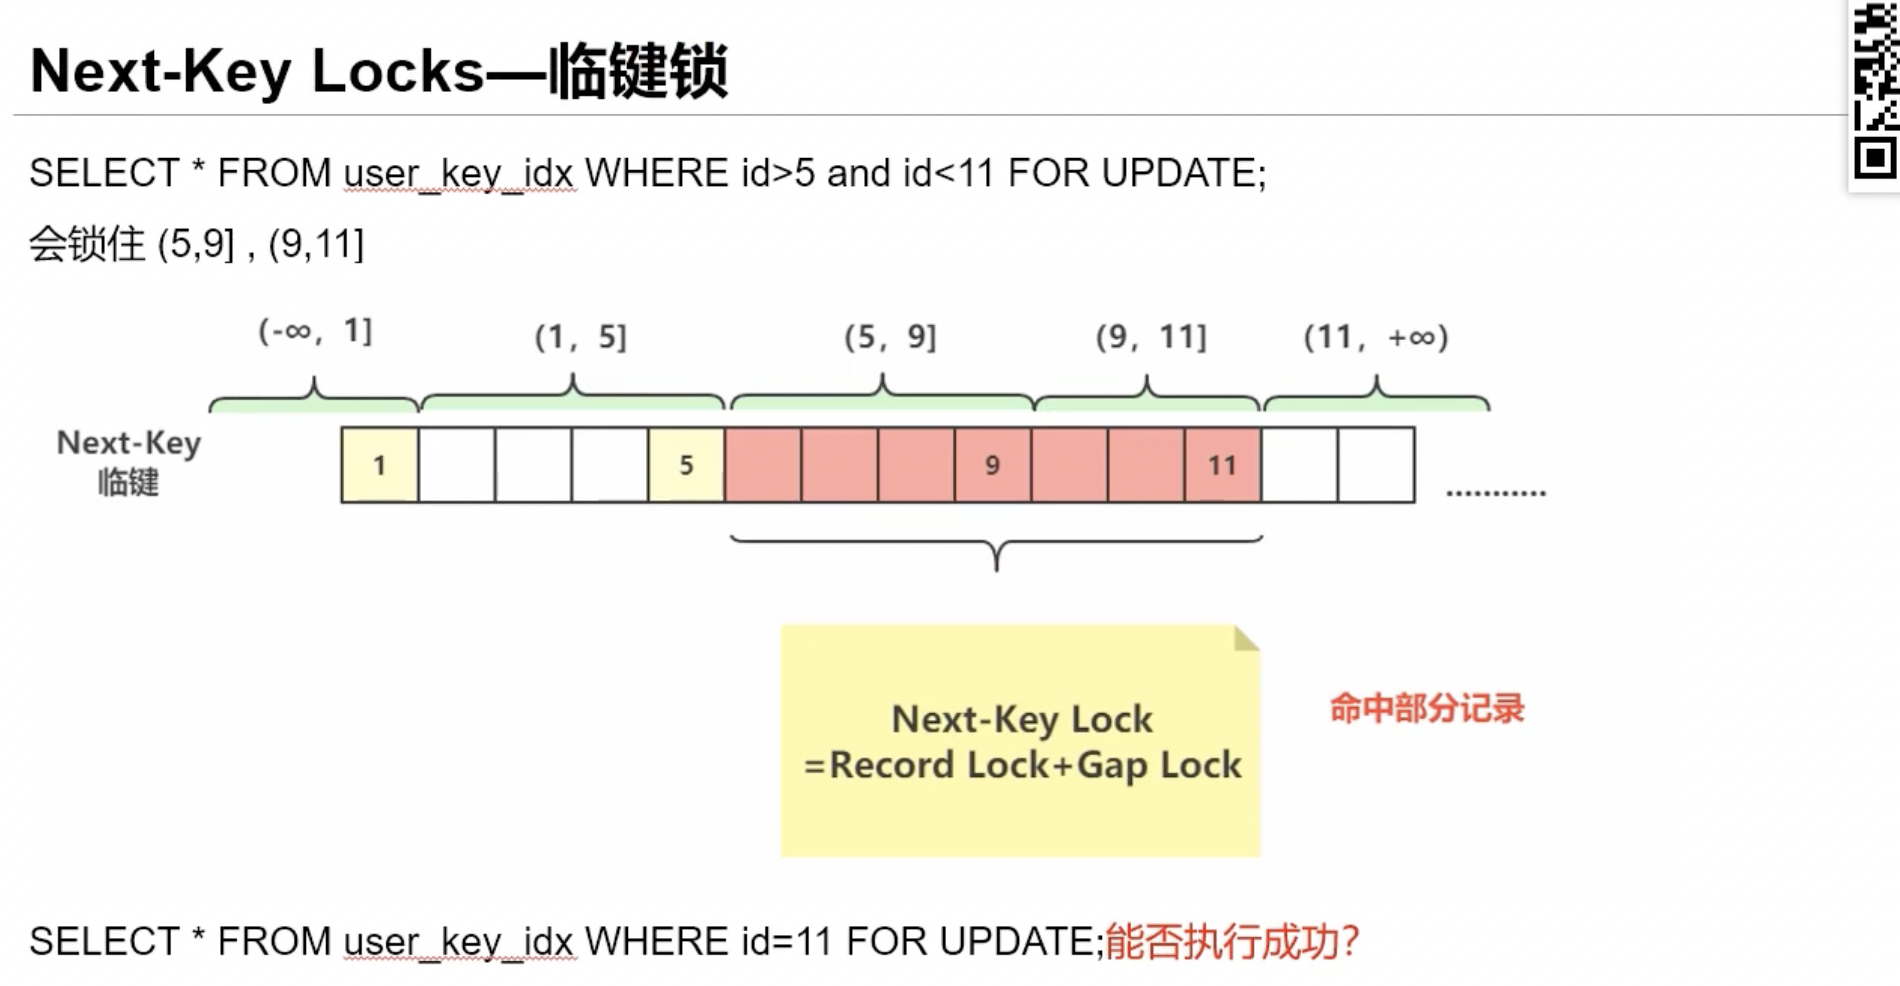 Next-Key Locks—临键锁
SELECT * FROM user_key_idx WHERE id>5 and id<11 FOR UPDATE;
会锁住 (5,9] , (9,11]
(-∞, 1]
(1, 5]
(5, 9]
(9, 11]
(11, +∞)
Next-Key
临键
1
5
9
11
...........
Next-Key Lock
=Record Lock+Gap Lock
命中部分记录
SELECT * FROM user_key_idx WHERE id=11 FOR UPDATE;能否执行成功?